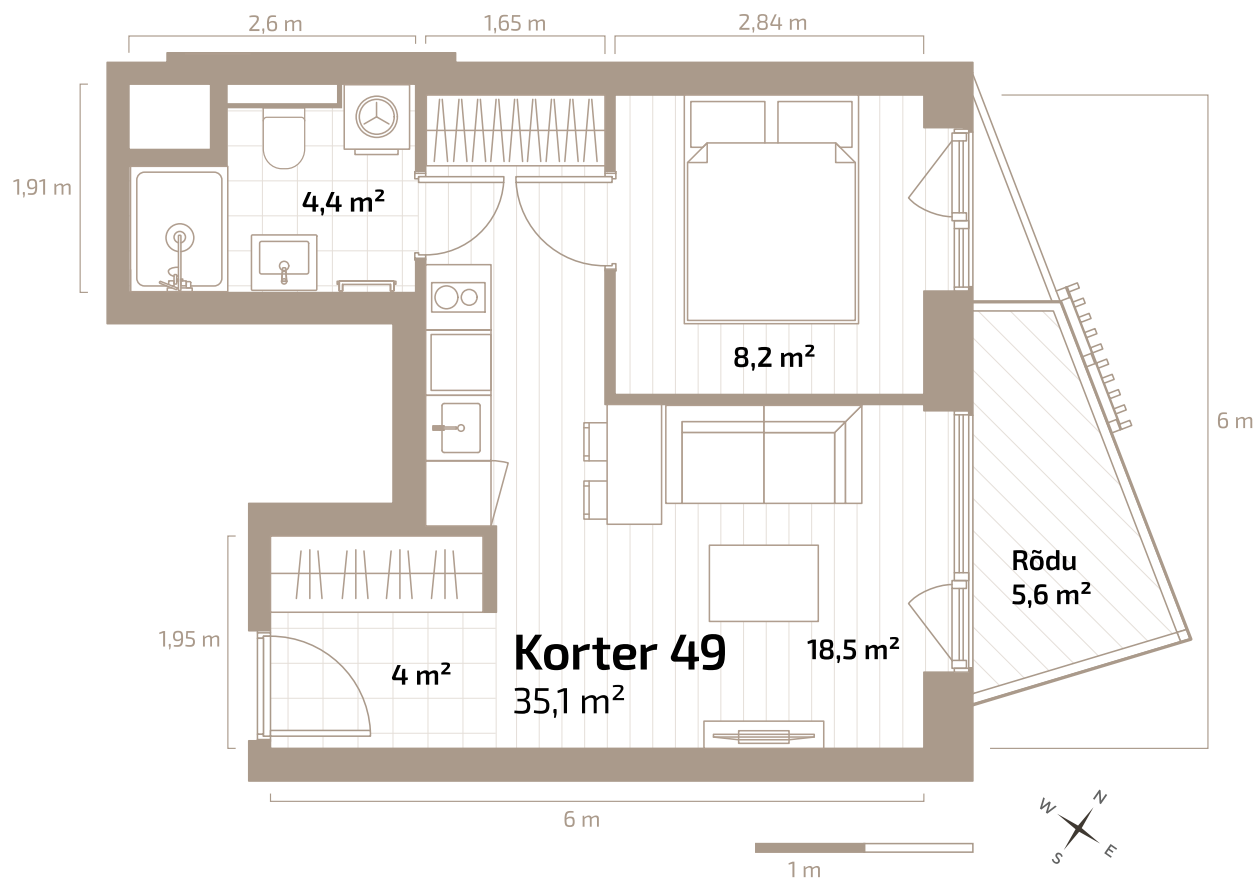 2,6 m
1,65 m
2,84 m
1,91 m
4,4 m²
8,2 m²
6 m
Rõdu
5,6 m²
1,95 m
4 m²
Korter 49
35,1 m²
18,5 m²
6 m
1 m
N
W
E
S